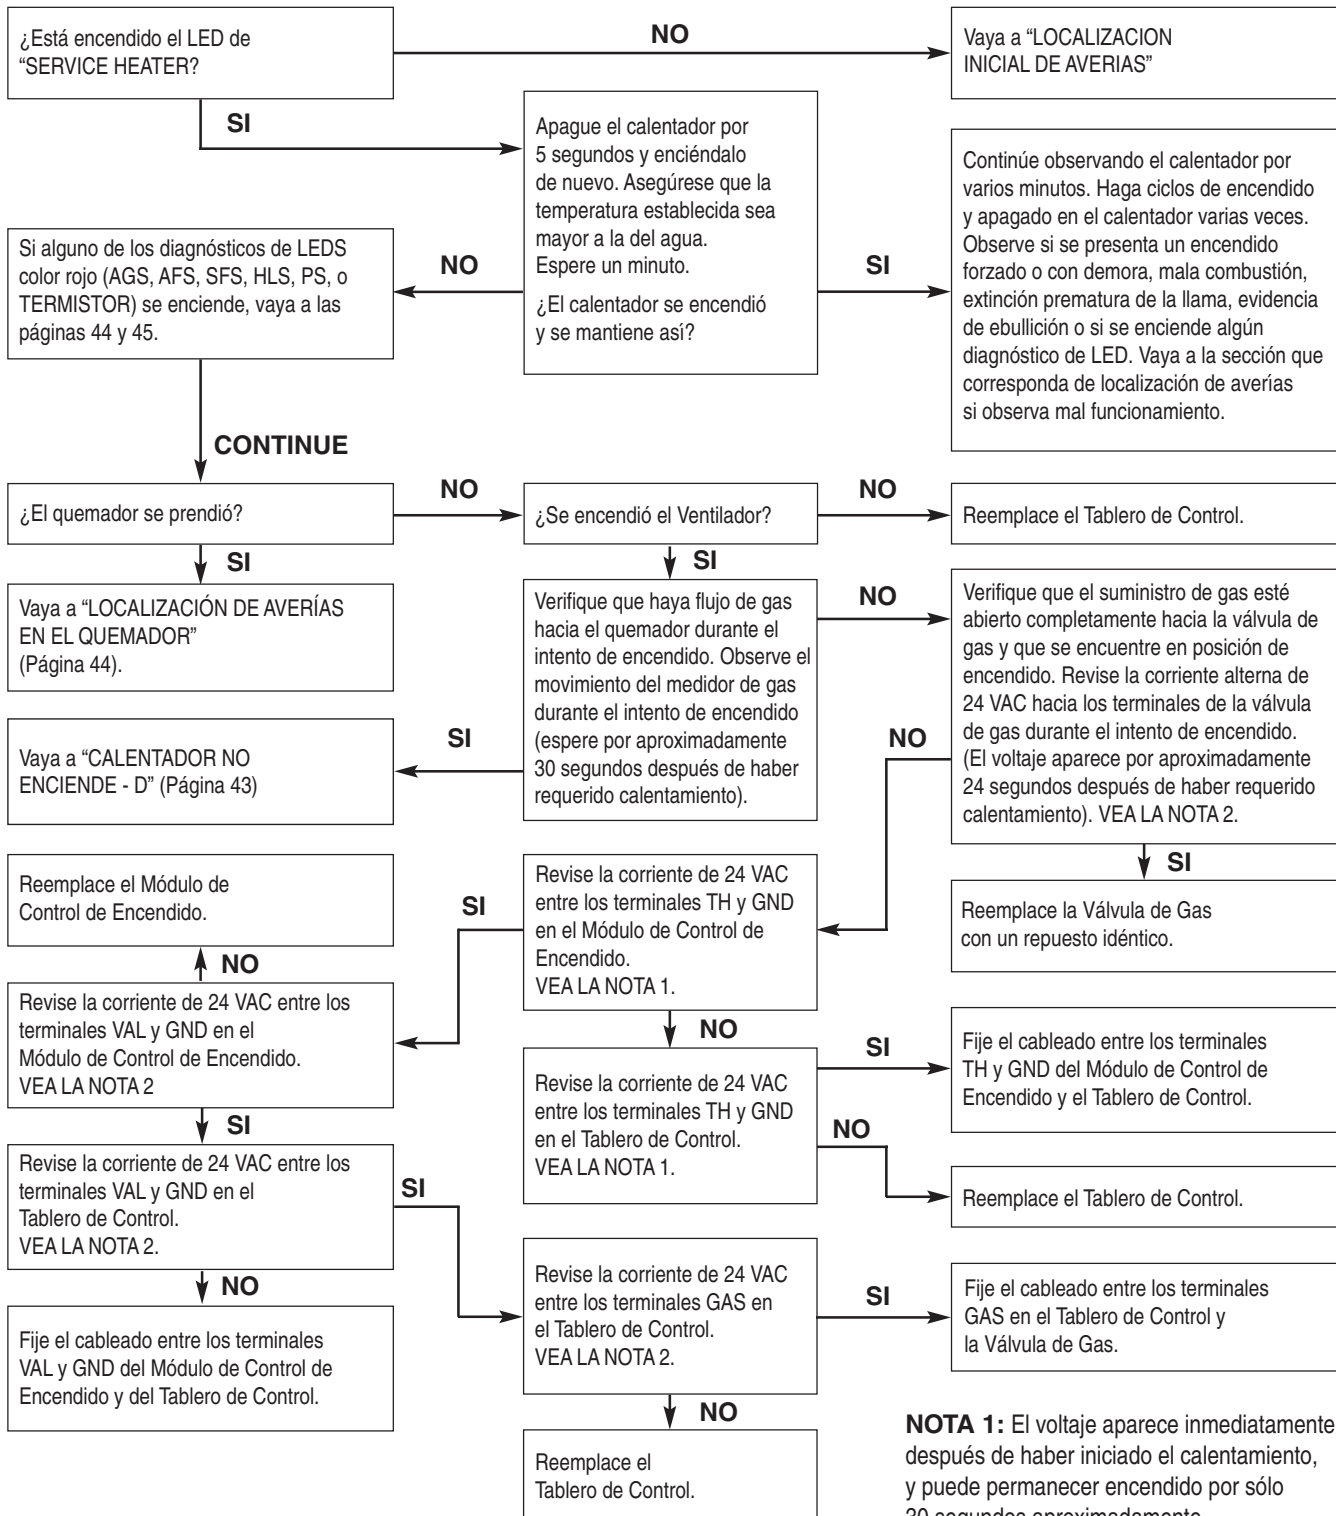 ¿Está encendido el LED de
“SERVICE HEATER?
NO
Vaya a “LOCALIZACION
INICIAL DE AVERIAS”
SI
Apague el calentador por
5 segundos y enciéndalo
de nuevo. Asegúrese que la
temperatura establecida sea
mayor a la del agua.
Espere un minuto.
¿El calentador se encendió
y se mantiene así?
SI
Continúe observando el calentador por
varios minutos. Haga ciclos de encendido
y apagado en el calentador varias veces.
Observe si se presenta un encendido
forzado o con demora, mala combustión,
extinción prematura de la llama, evidencia
de ebullición o si se enciende algún
diagnóstico de LED. Vaya a la sección que
corresponda de localización de averías
si observa mal funcionamiento.
NO
Si alguno de los diagnósticos de LEDS
color rojo (AGS, AFS, SFS, HLS, PS, o
TERMISTOR) se enciende, vaya a las
páginas 44 y 45.
CONTINUE
¿El quemador se prendió?
NO
¿Se encendió el Ventilador?
NO
Reemplace el Tablero de Control.
SI
Vaya a “LOCALIZACIÓN DE AVERÍAS
EN EL QUEMADOR”
(Página 44).
SI
Verifique que haya flujo de gas
hacia el quemador durante el
intento de encendido. Observe el
movimiento del medidor de gas
durante el intento de encendido
(espere por aproximadamente
30 segundos después de haber
requerido calentamiento).
NO
Verifique que el suministro de gas esté
abierto completamente hacia la válvula de
gas y que se encuentre en posición de
encendido. Revise la corriente alterna de
24 VAC hacia los terminales de la válvula
de gas durante el intento de encendido.
(El voltaje aparece por aproximadamente
24 segundos después de haber requerido
calentamiento). VEA LA NOTA 2.
SI
Vaya a “CALENTADOR NO
ENCIENDE - D” (Página 43)
NO
SI
Reemplace la Válvula de Gas
con un repuesto idéntico.
Revise la corriente de 24 VAC
entre los terminales TH y GND
en el Módulo de Control de
Encendido.
VEA LA NOTA 1.
SI
Reemplace el Módulo de
Control de Encendido.
NO
Revise la corriente de 24 VAC entre los
terminales VAL y GND en el
Módulo de Control de Encendido.
VEA LA NOTA 2
NO
Revise la corriente de 24 VAC
entre los terminales TH y GND
en el Tablero de Control.
VEA LA NOTA 1.
SI
Fije el cableado entre los terminales
TH y GND del Módulo de Control de
Encendido y el Tablero de Control.
NO
Reemplace el Tablero de Control.
SI
Revise la corriente de 24 VAC entre los
terminales VAL y GND en el
Tablero de Control.
VEA LA NOTA 2.
SI
Revise la corriente de 24 VAC
entre los terminales GAS en
el Tablero de Control.
VEA LA NOTA 2.
SI
Fije el cableado entre los terminales
GAS en el Tablero de Control y
la Válvula de Gas.
NO
Fije el cableado entre los terminales
VAL y GND del Módulo de Control de
Encendido y del Tablero de Control.
NO
Reemplace el
Tablero de Control.
NOTA 1: El voltaje aparece inmediatamente
después de haber iniciado el calentamiento,
y puede permanecer encendido por sólo
segundos aproximadamente